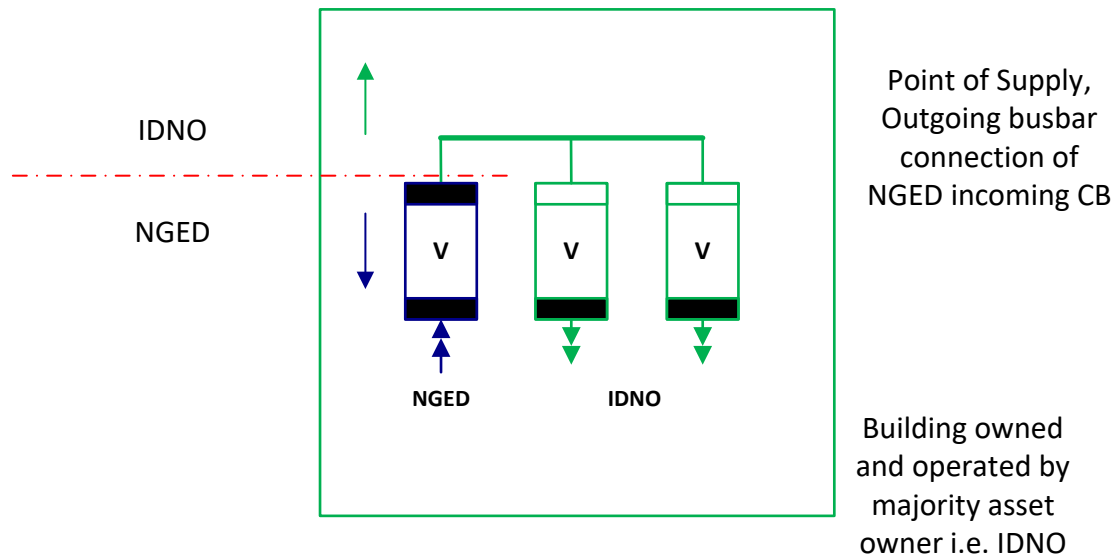 IDNO
NGED
Point of Supply,
Outgoing busbar
connection of
NGED incoming CB
V
V
V
NGED
IDNO
Building owned
and operated by
majority asset
owner i.e. IDNO